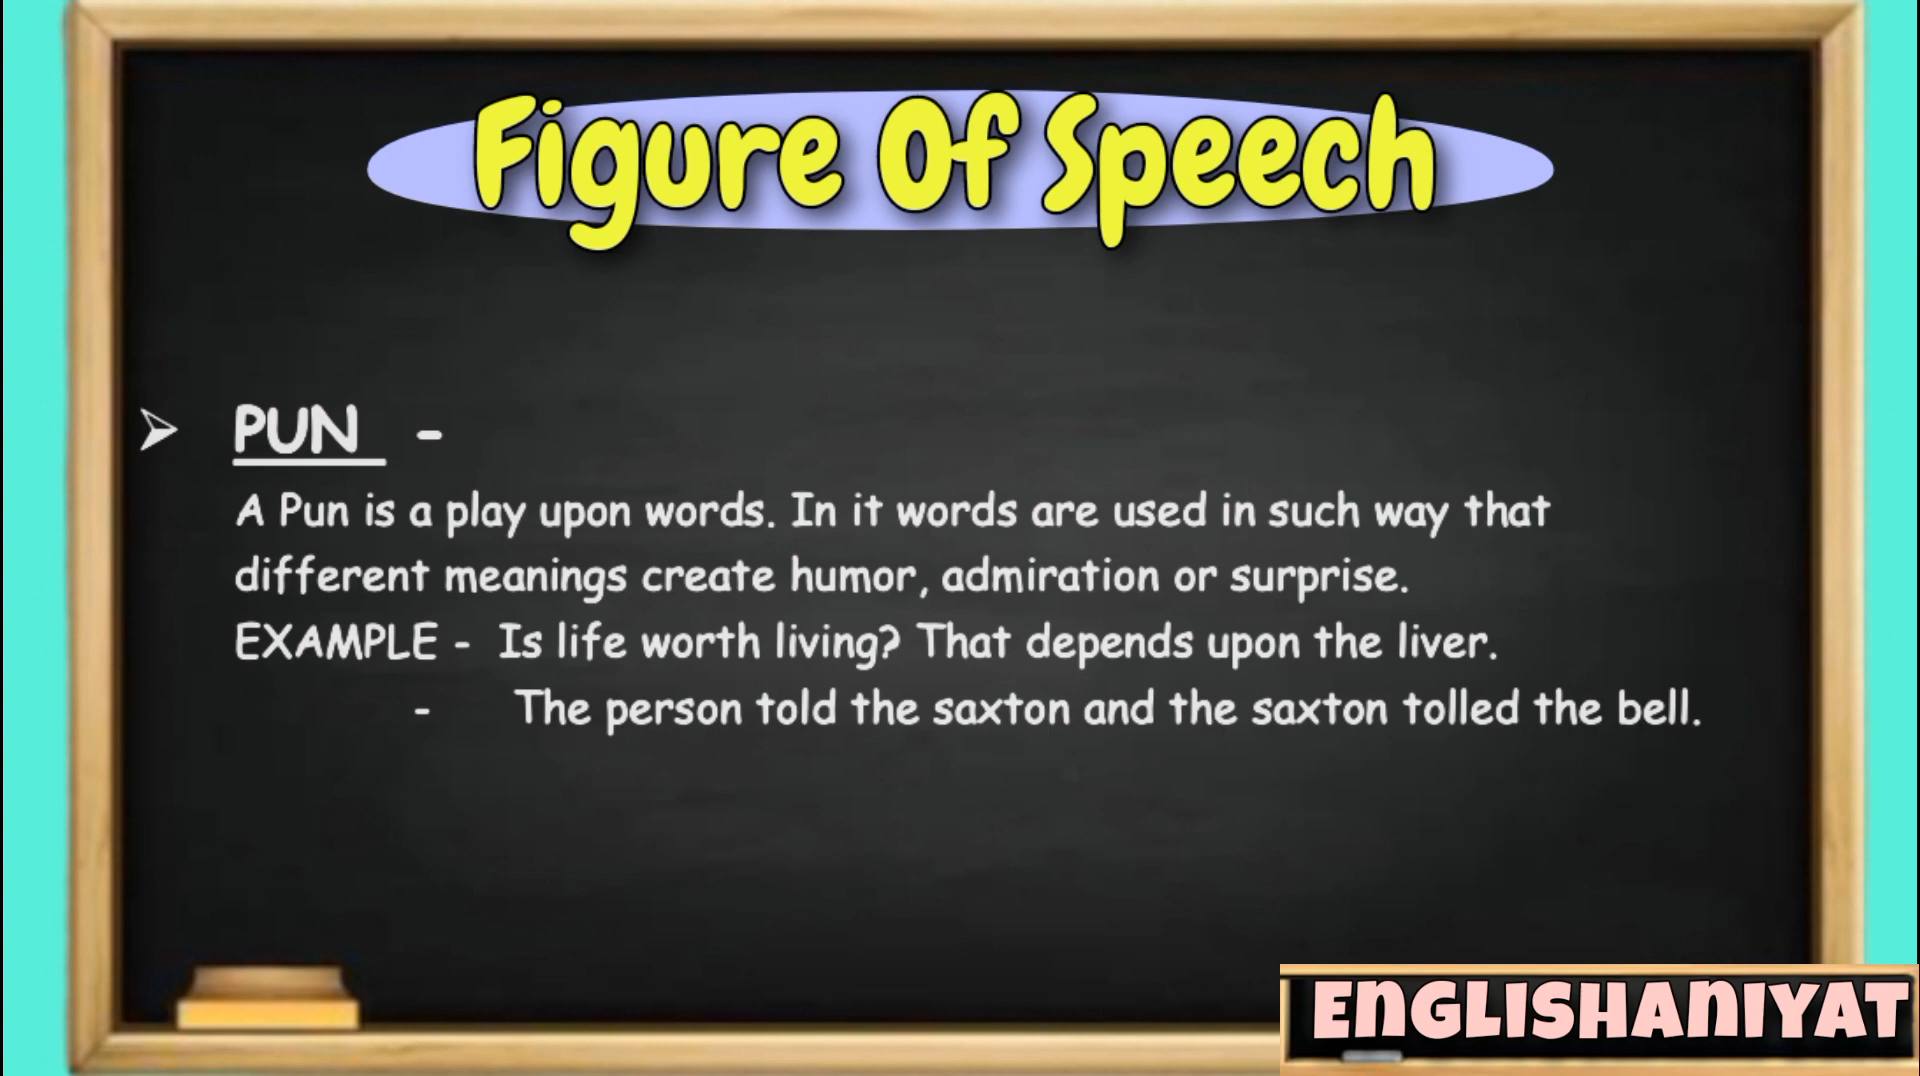 Figure Of Speech
➢ PUN -
A Pun is a play upon words. In it words are used in such way that
different meanings create humor, admiration or surprise.
EXAMPLE - Is life worth living? That depends upon the liver.
- The person told the saxton and the saxton tolled the bell.
ENGLISHANIYAT